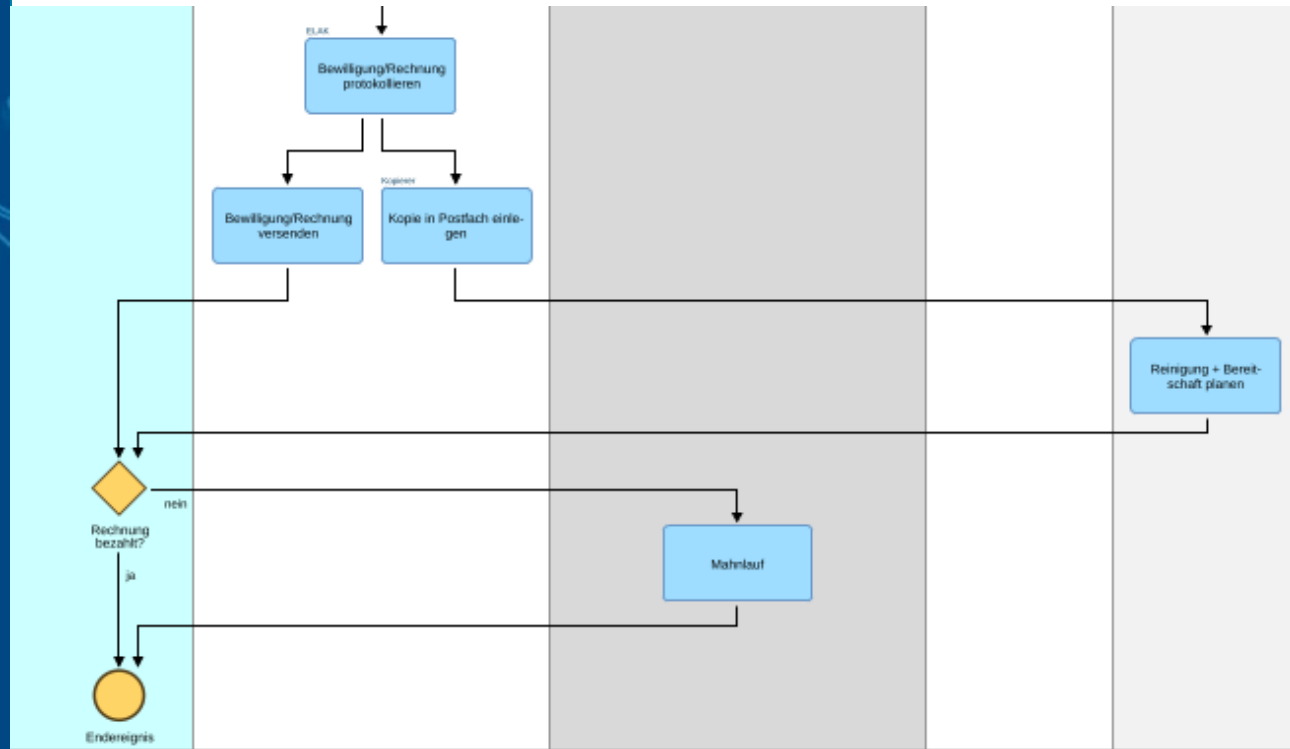 ELAK
Bewilligung/Rechnung
protokollieren
Kopierer
Bewilligung/Rechnung
versenden
Kopie in Postfach einle-
gen
Reinigung + Bereit-
schaft planen
nein
Rechnung
bezahlt?
Mahnlauf
ja
Endereignis